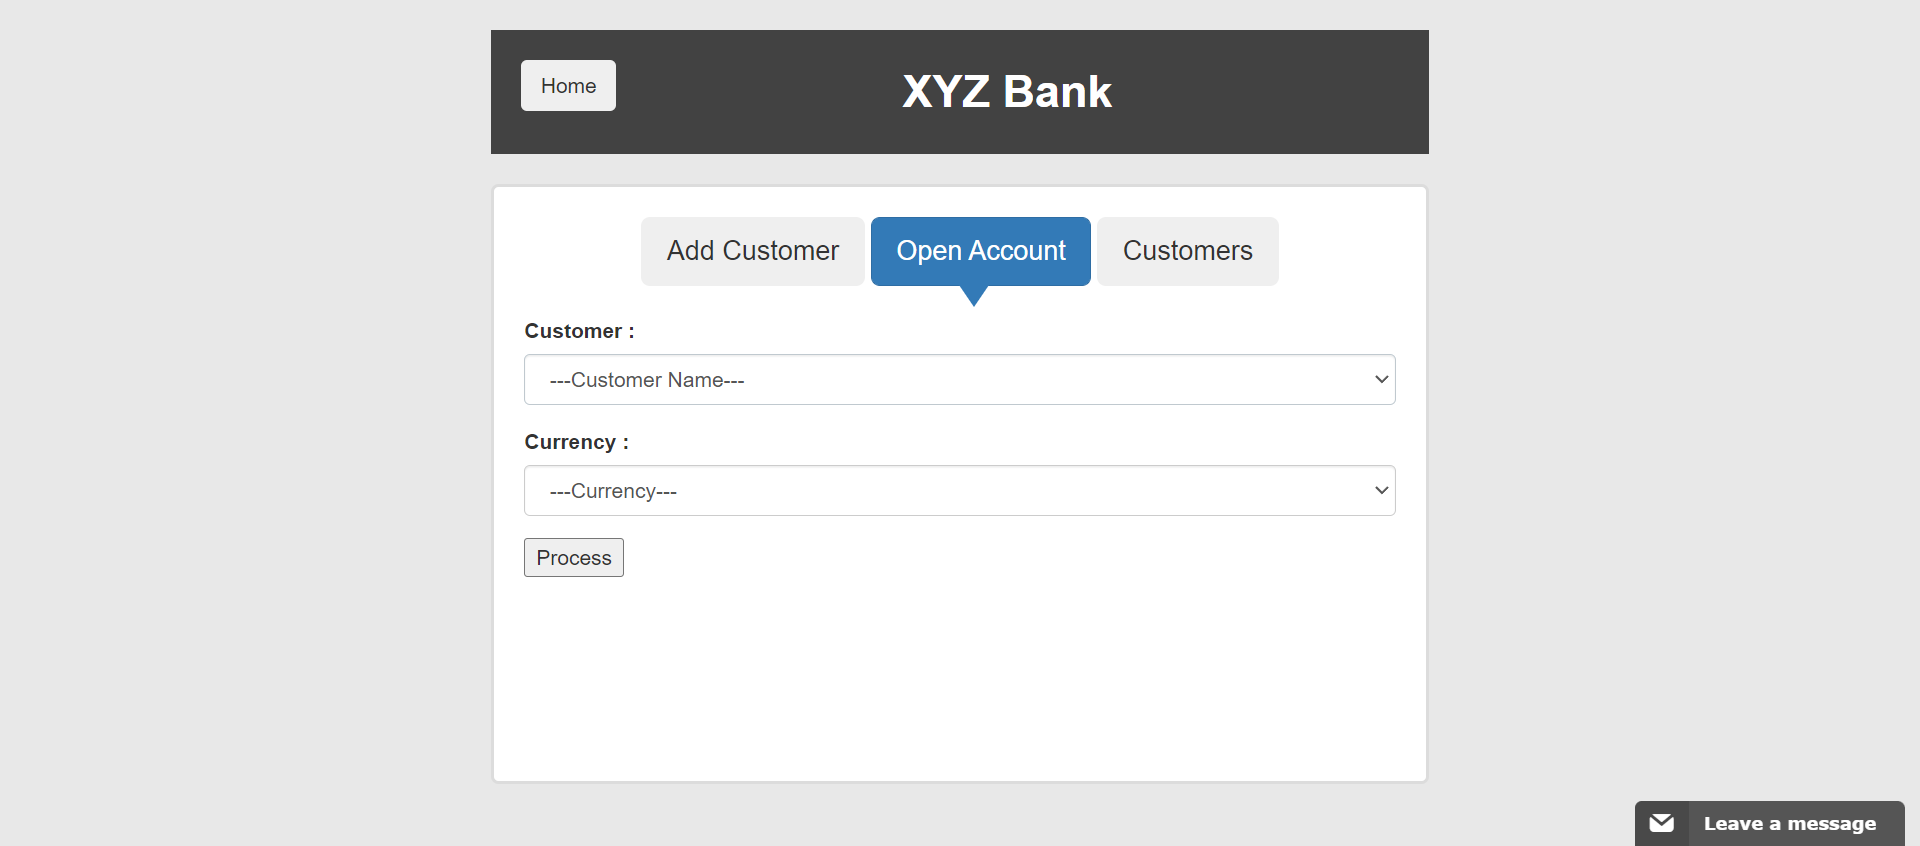 Home
XYZ Bank
Add Customer
Open Account
Customers
Customer :
---Customer Name---
Currency :
---Currency---
Process
Leave a message